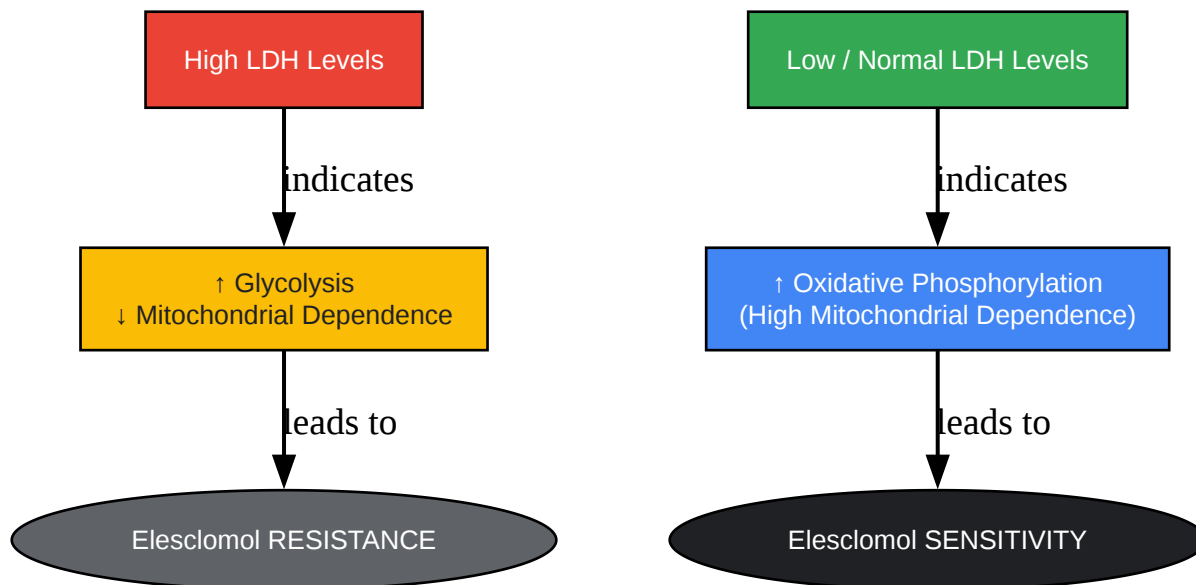 High LDH Levels
indicates
↑ Glycolysis
↓ Mitochondrial Dependence
leads to
Elesclomol RESISTANCE
Low / Normal LDH Levels
indicates
↑ Oxidative Phosphorylation
(High Mitochondrial Dependence)
leads to
Elesclomol SENSITIVITY